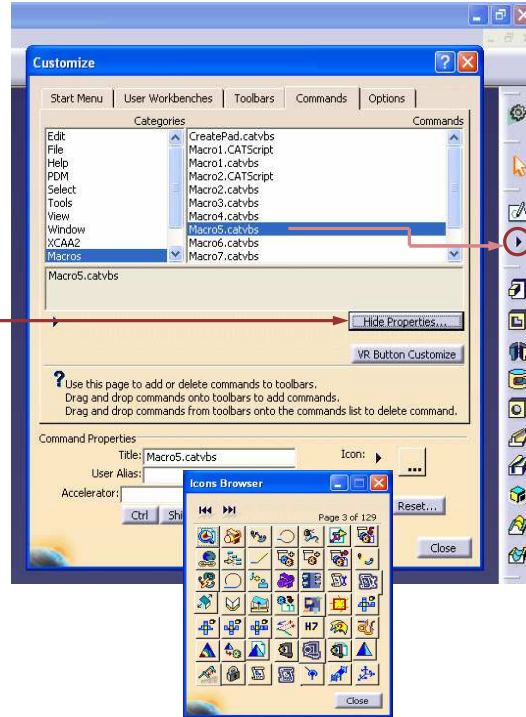 Customize
Start Menu User Workbenches Toolbars Commands Options
Categories Commands
Edit
File
Help
PDM
Select
Tools
View
Window
XCAA2
Macros
CreatePad.catvbs
Macro1.CATScript
Macro1.catvbs
Macro2.CATScript
Macro2.catvbs
Macro3.catvbs
Macro4.catvbs
Macro5.catvbs
Macro6.catvbs
Macro7.catvbs
Macro5.catvbs
Hide Properties...
VR Button Customize
Use this page to add or delete commands to toolbars.
Drag and drop commands onto toolbars to add commands.
Drag and drop commands from toolbars onto the commands list to delete command.
Command Properties
Title: Macro5.catvbs Icon: ...
User Alias:
Accelerator:
Ctrl Shi Reset...
Close
Icons Browser
Page 3 of 129
H7
Close